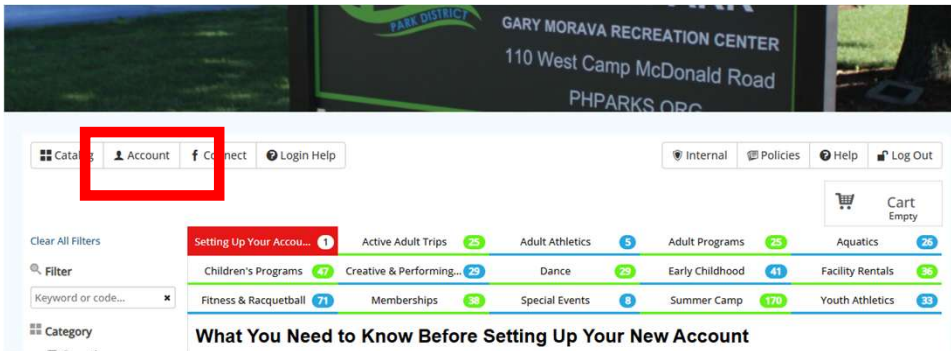 PARK DISTRICT
GARY MORAVA RECREATION CENTER
110 West Camp McDonald Road
PHPARKS.ORG
Account
Connect
Login Help
Internal
Policies
Help
Log Out
Cart
Empty
Clear All Filters
Setting Up Your Accou... 1
Active Adult Trips 25
Adult Athletics 5
Adult Programs 25
Aquatics 26
Filter
Children's Programs 47
Creative & Performing... 29
Dance 29
Early Childhood 41
Facility Rentals 36
Keyword or code...
Fitness & Racquetball 71
Memberships 38
Special Events 8
Summer Camp 170
Youth Athletics 33
Category
What You Need to Know Before Setting Up Your New Account